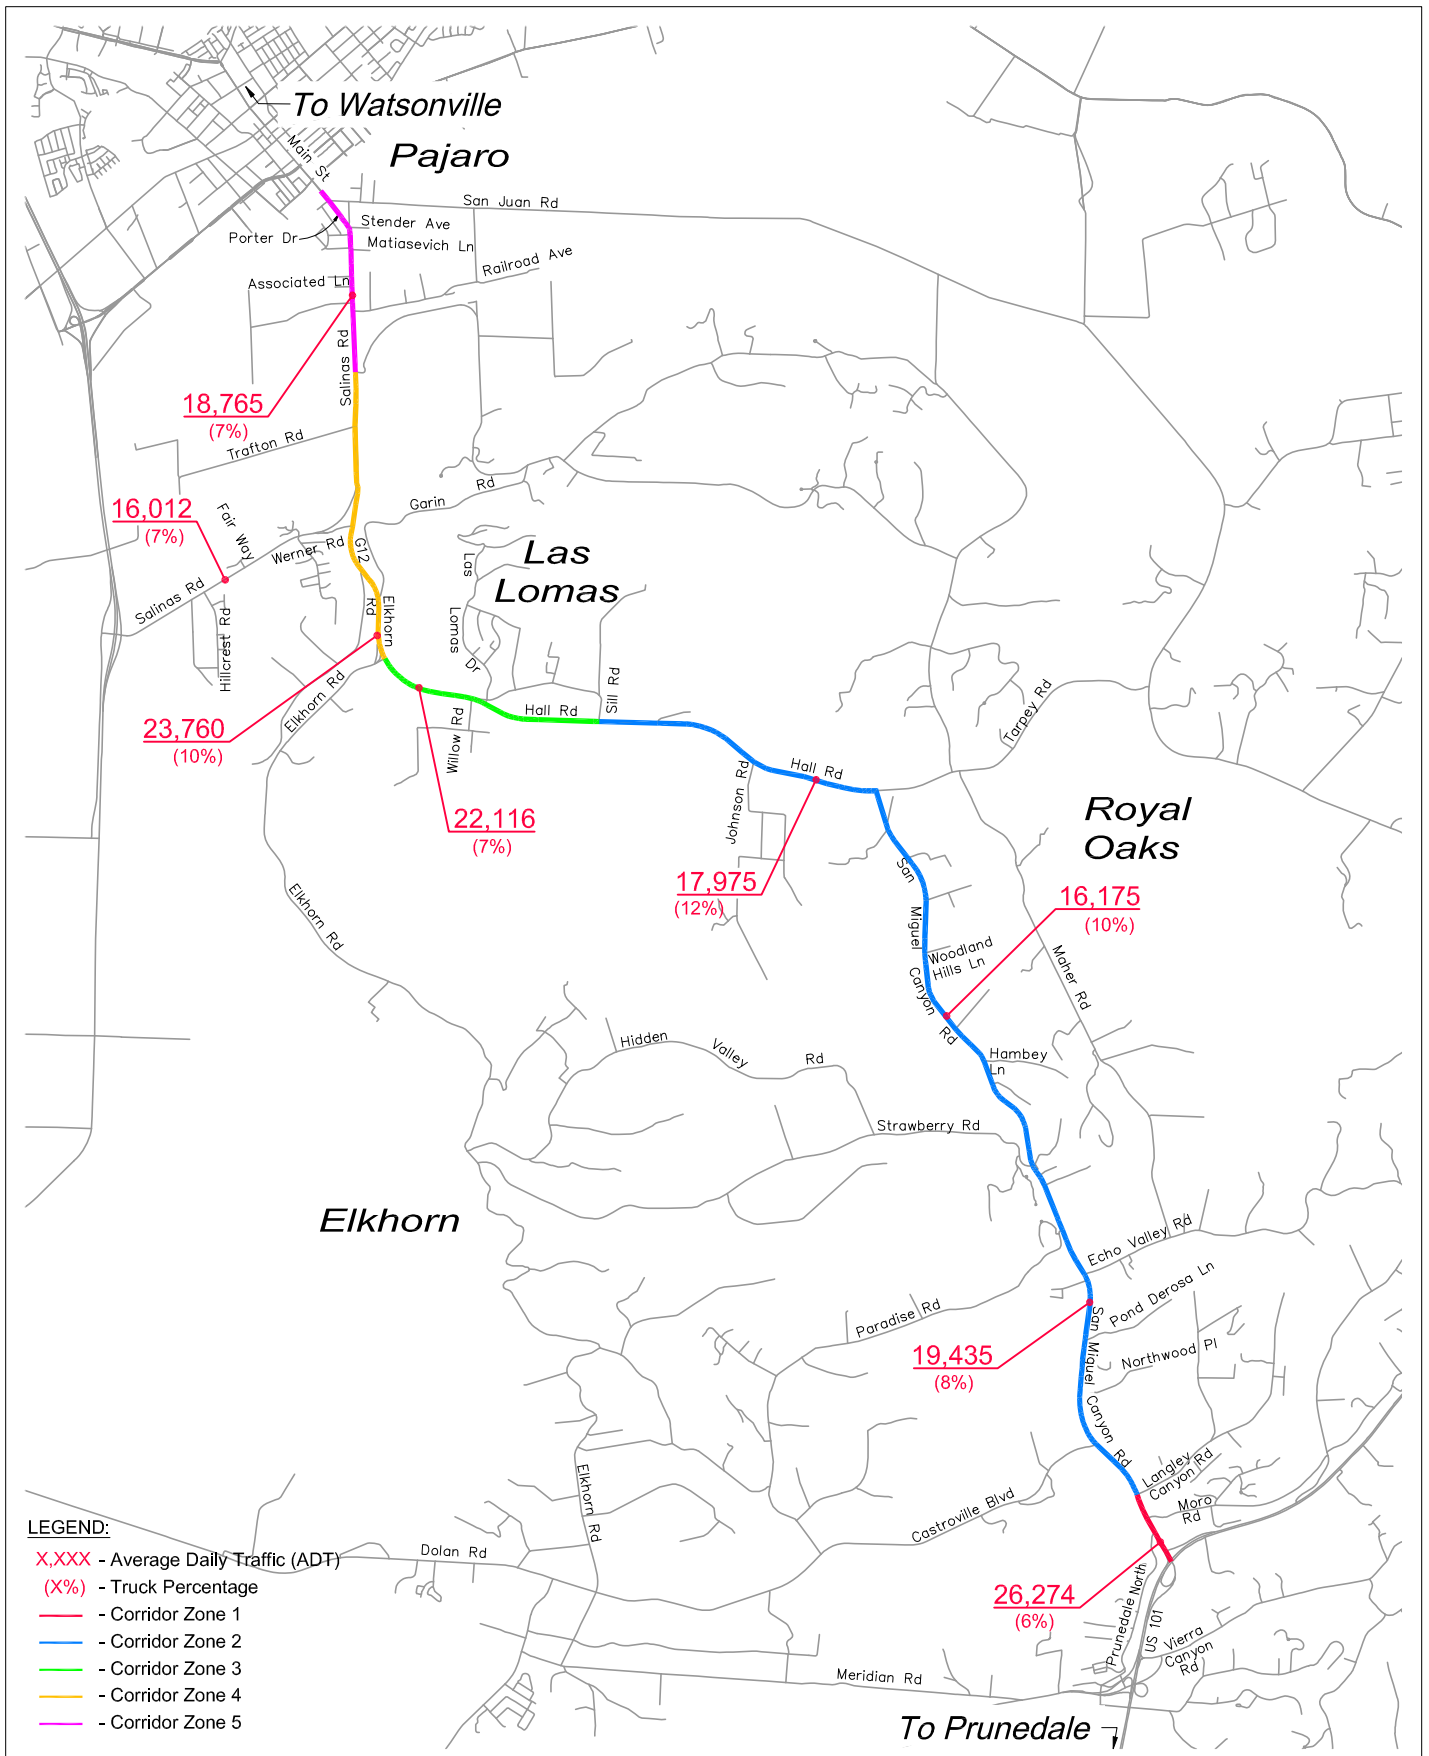 To Watsonville
Pajaro
Main St
San Juan Rd
Stender Ave
Porter Dr
Matiasevich Ln
Railroad Ave
Associated Ln
Salinas Rd
18,765
(7%)
Trafton Rd
Garin Rd
16,012
(7%)
Fair Way
Werner Rd
G12
Las
Lomas
Las Lomas Dr
Salinas Rd
Hillcrest Rd
Elkhorn
Rd
Elkhorn Rd
Sill Rd
Hall Rd
Willow Rd
23,760
(10%)
22,116
(7%)
Tarpey Rd
Hall Rd
Johnson Rd
Royal
Oaks
17,975
(12%)
16,175
(10%)
San Miguel Canyon Rd
Woodland
Hills Ln
Maher Rd
Elkhorn Rd
Hidden Valley Rd
Hambey
Ln
Strawberry Rd
Elkhorn
Echo Valley Rd
Pond Derosa Ln
Paradise Rd
Northwood Pl
19,435
(8%)
San Miguel Canyon Rd
Langley
Canyon Rd
Moro
Rd
Castroville Blvd
Elkhorn Rd
Dolan Rd
26,274
(6%)
Prunedale North
US 101
Vierra
Canyon
Rd
Meridian Rd
To Prunedale
LEGEND:
X,XXX - Average Daily Traffic (ADT)
(X%) - Truck Percentage
- Corridor Zone 1
- Corridor Zone 2
- Corridor Zone 3
- Corridor Zone 4
- Corridor Zone 5